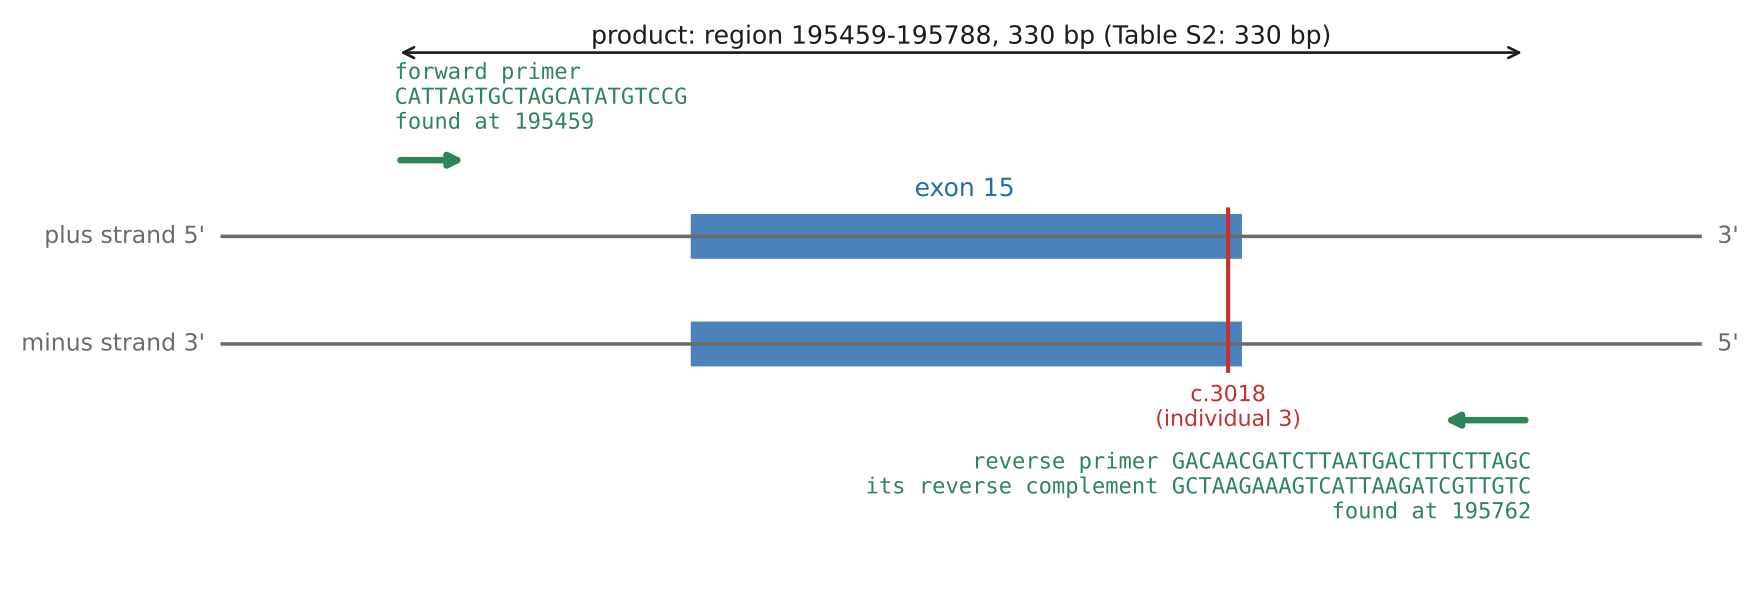 product: region 195459-195788, 330 bp (Table S2: 330 bp)
forward primer
CATTAGTGCTAGCATATGTCCG
found at 195459
exon 15
plus strand 5' 3'
minus strand 3' 5'
c.3018
(individual 3)
reverse primer GACAACGATCTTAATGACTTTCTTAGC
its reverse complement GCTAAGAAAGTCATTAAGATCGTTGTC
found at 195762